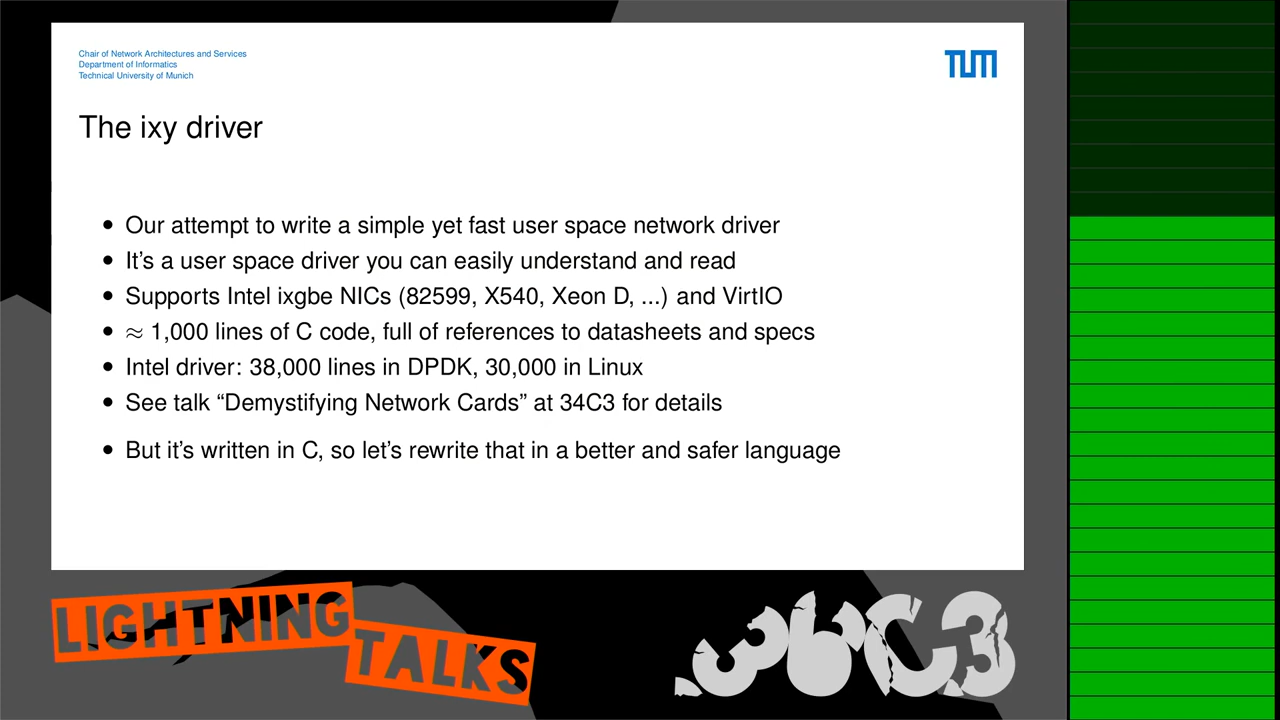 Chair of Network Architectures and Services
Department of Informatics
Technical University of Munich
TUM
The ixy driver
• Our attempt to write a simple yet fast user space network driver
• It’s a user space driver you can easily understand and read
• Supports Intel ixgbe NICs (82599, X540, Xeon D, ...) and VirtIO
• ≈ 1,000 lines of C code, full of references to datasheets and specs
• Intel driver: 38,000 lines in DPDK, 30,000 in Linux
• See talk “Demystifying Network Cards” at 34C3 for details
• But it’s written in C, so let’s rewrite that in a better and safer language
LIGHTNING
TALKS
34C3